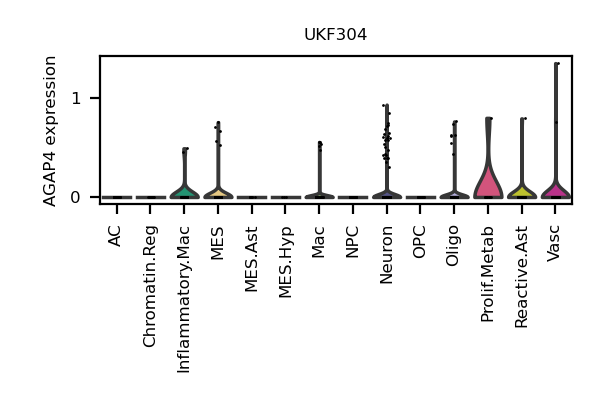 UKF304
AGAP4 expression
1
0
AC
Chromatin.Reg
Inflammatory.Mac
MES
MES.Ast
MES.Hyp
Mac
NPC
Neuron
OPC
Oligo
Prolif.Metab
Reactive.Ast
Vasc